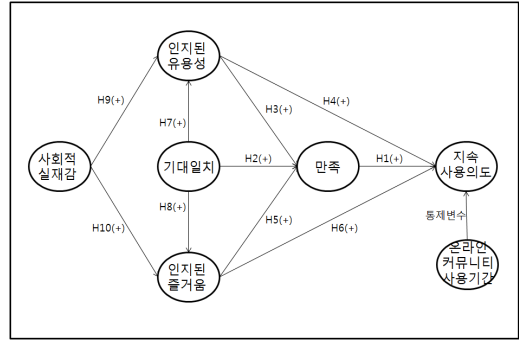 인지된
유용성
H9(+)
H3(+)
H4(+)
H7(+)
사회적
실재감
기대일치
H2(+)
만족
H1(+)
지속
사용의도
H8(+)
H5(+)
H6(+)
H10(+)
통제변수
인지된
즐거움
온라인
커뮤니티
사용기간